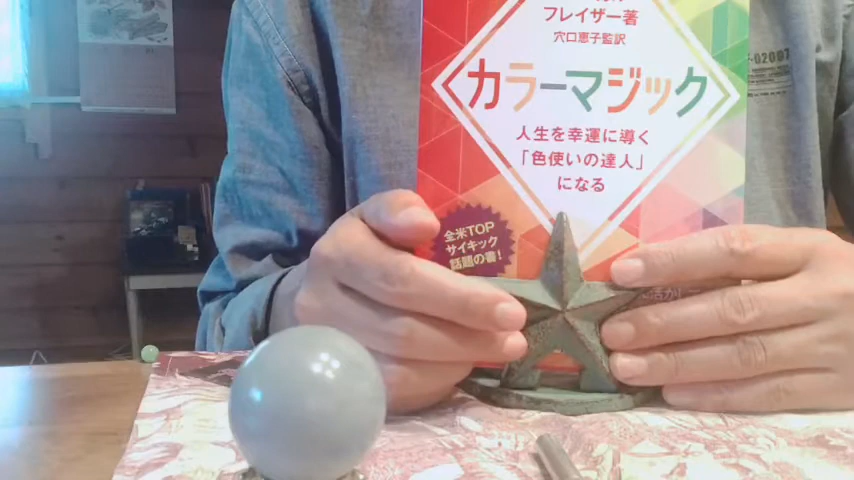 フレイザー著
穴口恵子監訳
カラーマジック
人生を幸運に導く
「色使いの達人」
になる
全米TOP
サイキック
話題の書!